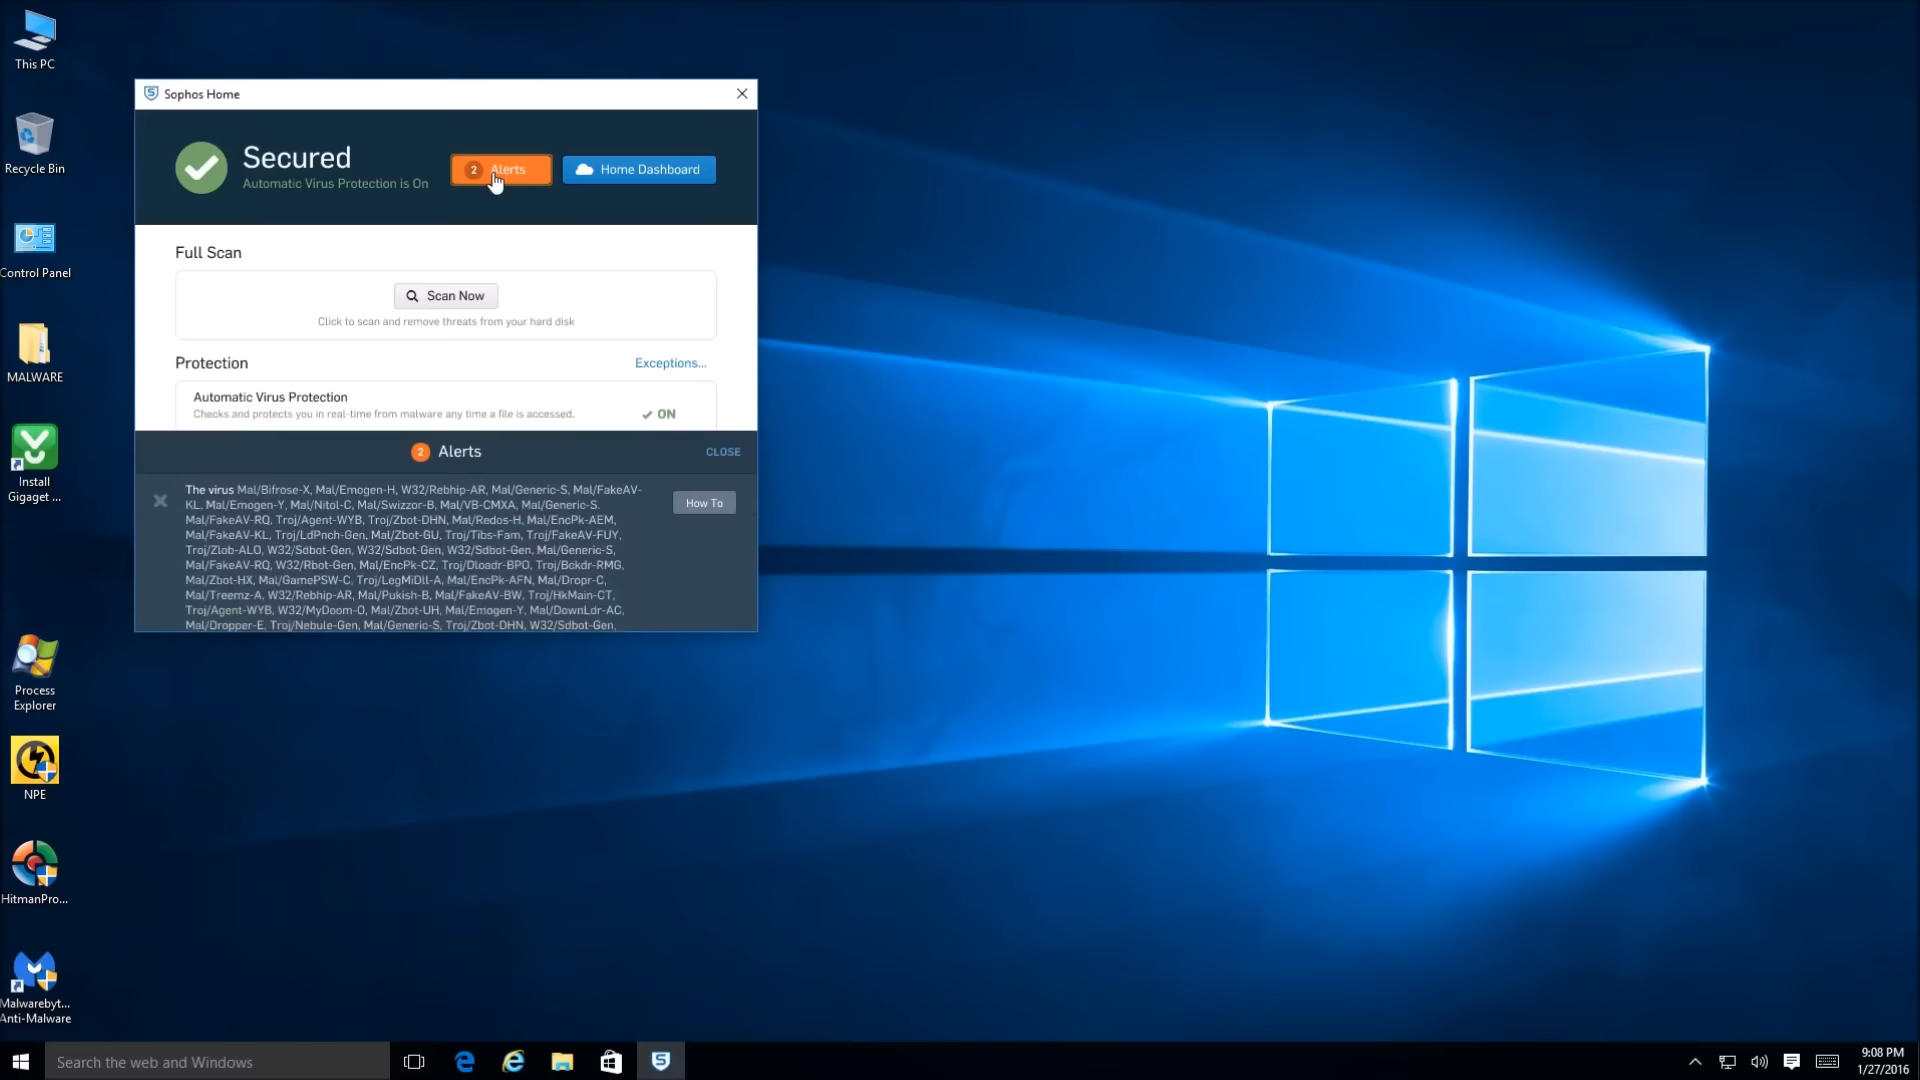 This PC
Recycle Bin
Control Panel
MALWARE
Install
Gigaget ...
Process
Explorer
NPE
HitmanPro...
Malwarebyt...
Anti-Malware
Sophos Home
Secured
Automatic Virus Protection is On
2 Alerts
Home Dashboard
Full Scan
Scan Now
Click to scan and remove threats from your hard disk
Protection
Exceptions...
Automatic Virus Protection
Checks and protects you in real-time from malware any time a file is accessed.
ON
2 Alerts
CLOSE
The virus Mal/Bifrose-X, Mal/Emogen-H, W32/Rebhip-AR, Mal/Generic-S, Mal/FakeAV-
KL, Mal/Emogen-Y, Mal/Nitol-C, Mal/Swizzor-B, Mal/VB-CMXA, Mal/Generic-S,
Mal/FakeAV-RQ, Troj/Agent-WYB, Troj/Zbot-DHN, Mal/Redos-H, Mal/EncPk-AEM,
Mal/FakeAV-KL, Troj/LdPnch-Gen, Mal/Zbot-GU, Troj/Tibs-Fam, Troj/FakeAV-FUY,
Troj/Zlob-ALO, W32/Sdbot-Gen, W32/Sdbot-Gen, W32/Sdbot-Gen, Mal/Generic-S,
Mal/FakeAV-RQ, W32/Rbot-Gen, Mal/EncPk-CZ, Troj/Dloadr-BPO, Troj/Bckdr-RMG,
Mal/Zbot-HX, Mal/GamePSW-C, Troj/LegMiDll-A, Mal/EncPk-AFN, Mal/Dropr-C,
Mal/Treemz-A, W32/Rebhip-AR, Mal/Pukish-B, Mal/FakeAV-BW, Troj/HkMain-CT,
Troj/Agent-WYB, W32/MyDoom-O, Mal/Zbot-UH, Mal/Emogen-Y, Mal/DownLdr-AC,
Mal/Dropper-E, Troj/Nebule-Gen, Mal/Generic-S, Troj/Zbot-DHN, W32/Sdbot-Gen,
How To
Search the web and Windows
9:08 PM
1/27/2016